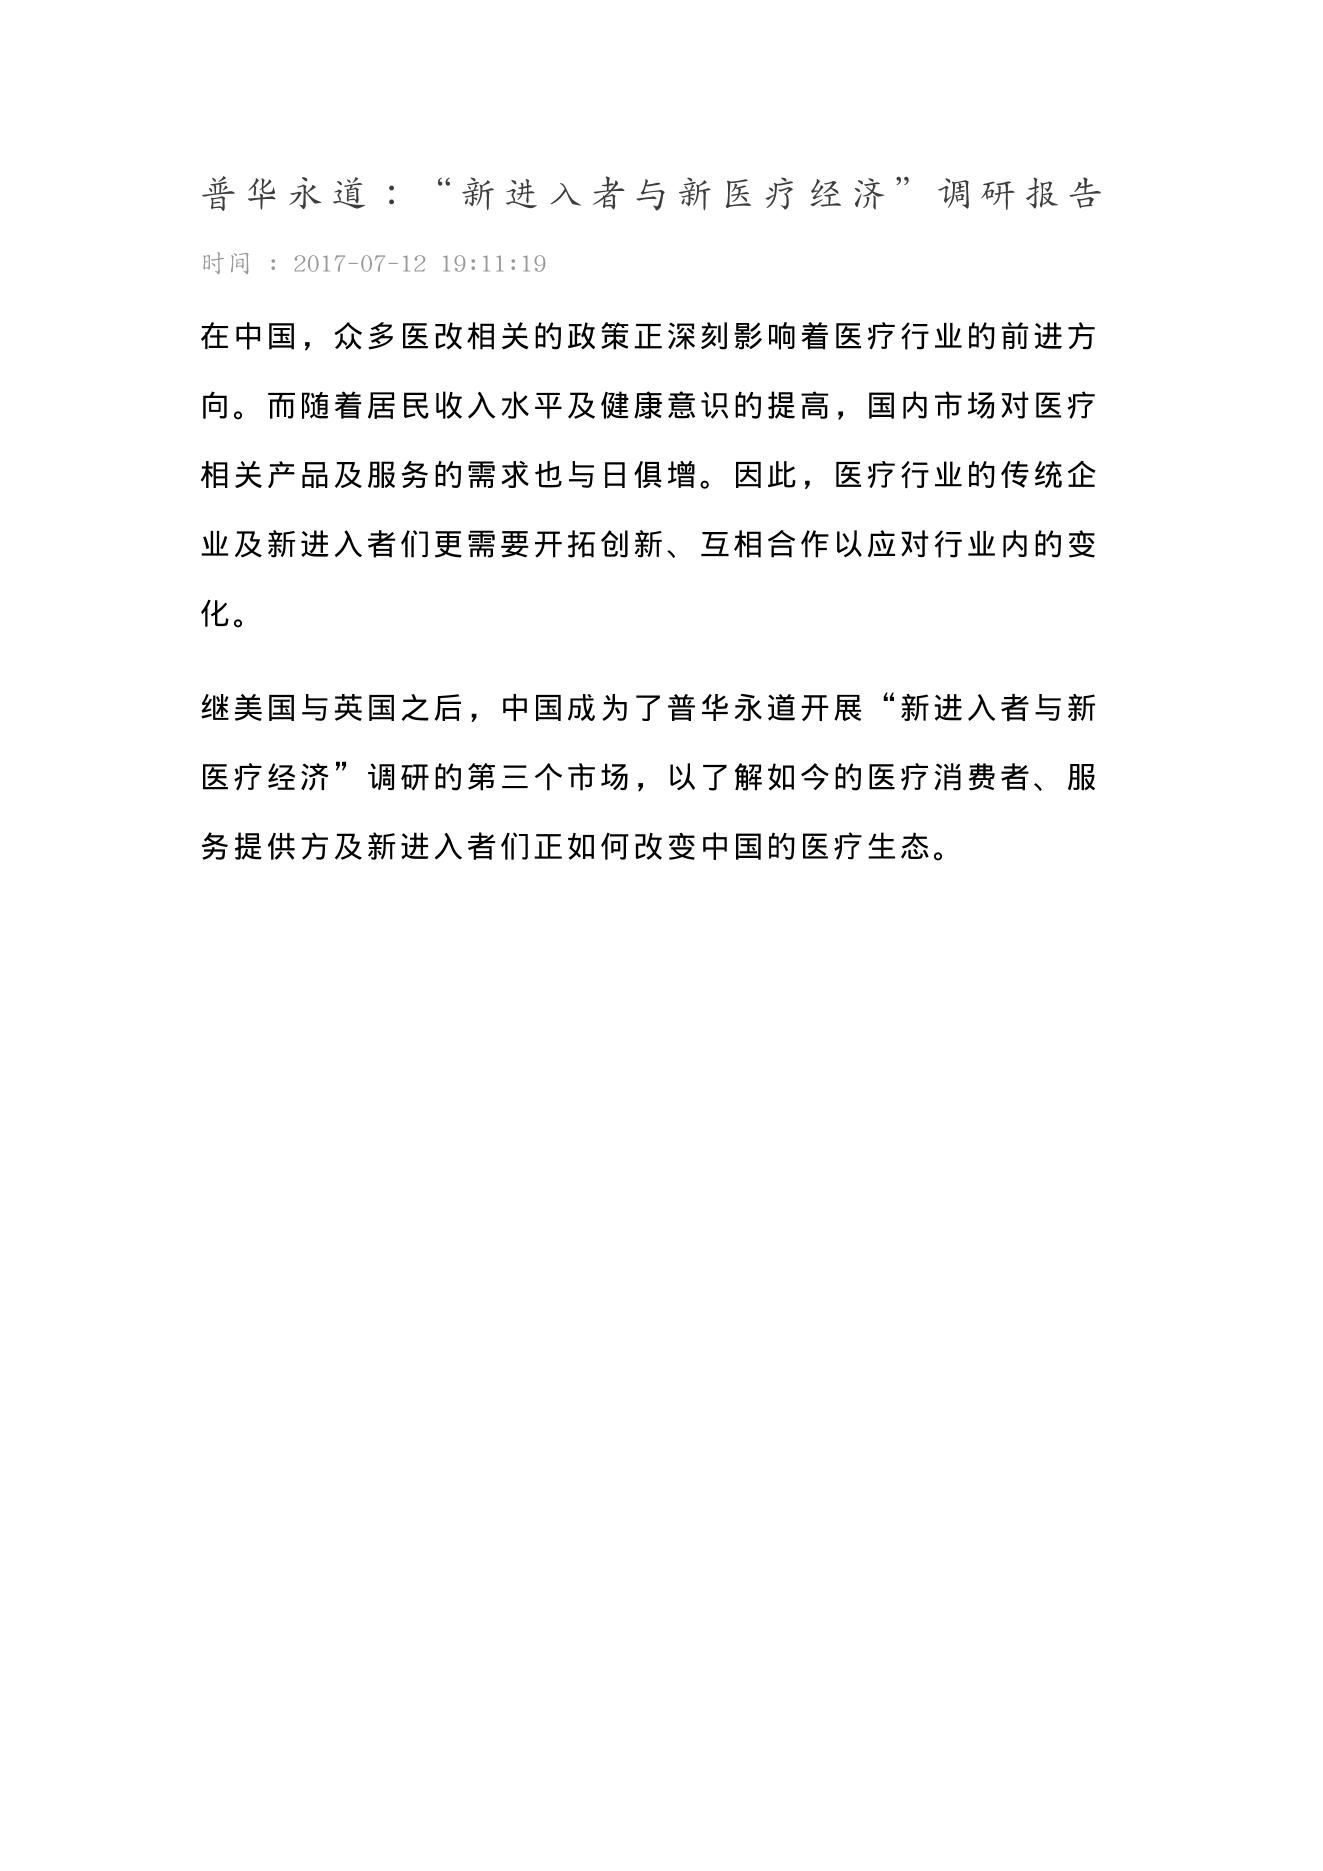 普华永道：“新进入者与新医疗经济”调研报告
时间 : 2017-07-12 19:11:19
在中国，众多医改相关的政策正深刻影响着医疗行业的前进方
向。而随着居民收入水平及健康意识的提高，国内市场对医疗
相关产品及服务的需求也与日俱增。因此，医疗行业的传统企
业及新进入者们更需要开拓创新、互相合作以应对行业内的变
化。
继美国与英国之后，中国成为了普华永道开展“新进入者与新
医疗经济”调研的第三个市场，以了解如今的医疗消费者、服
务提供方及新进入者们正如何改变中国的医疗生态。